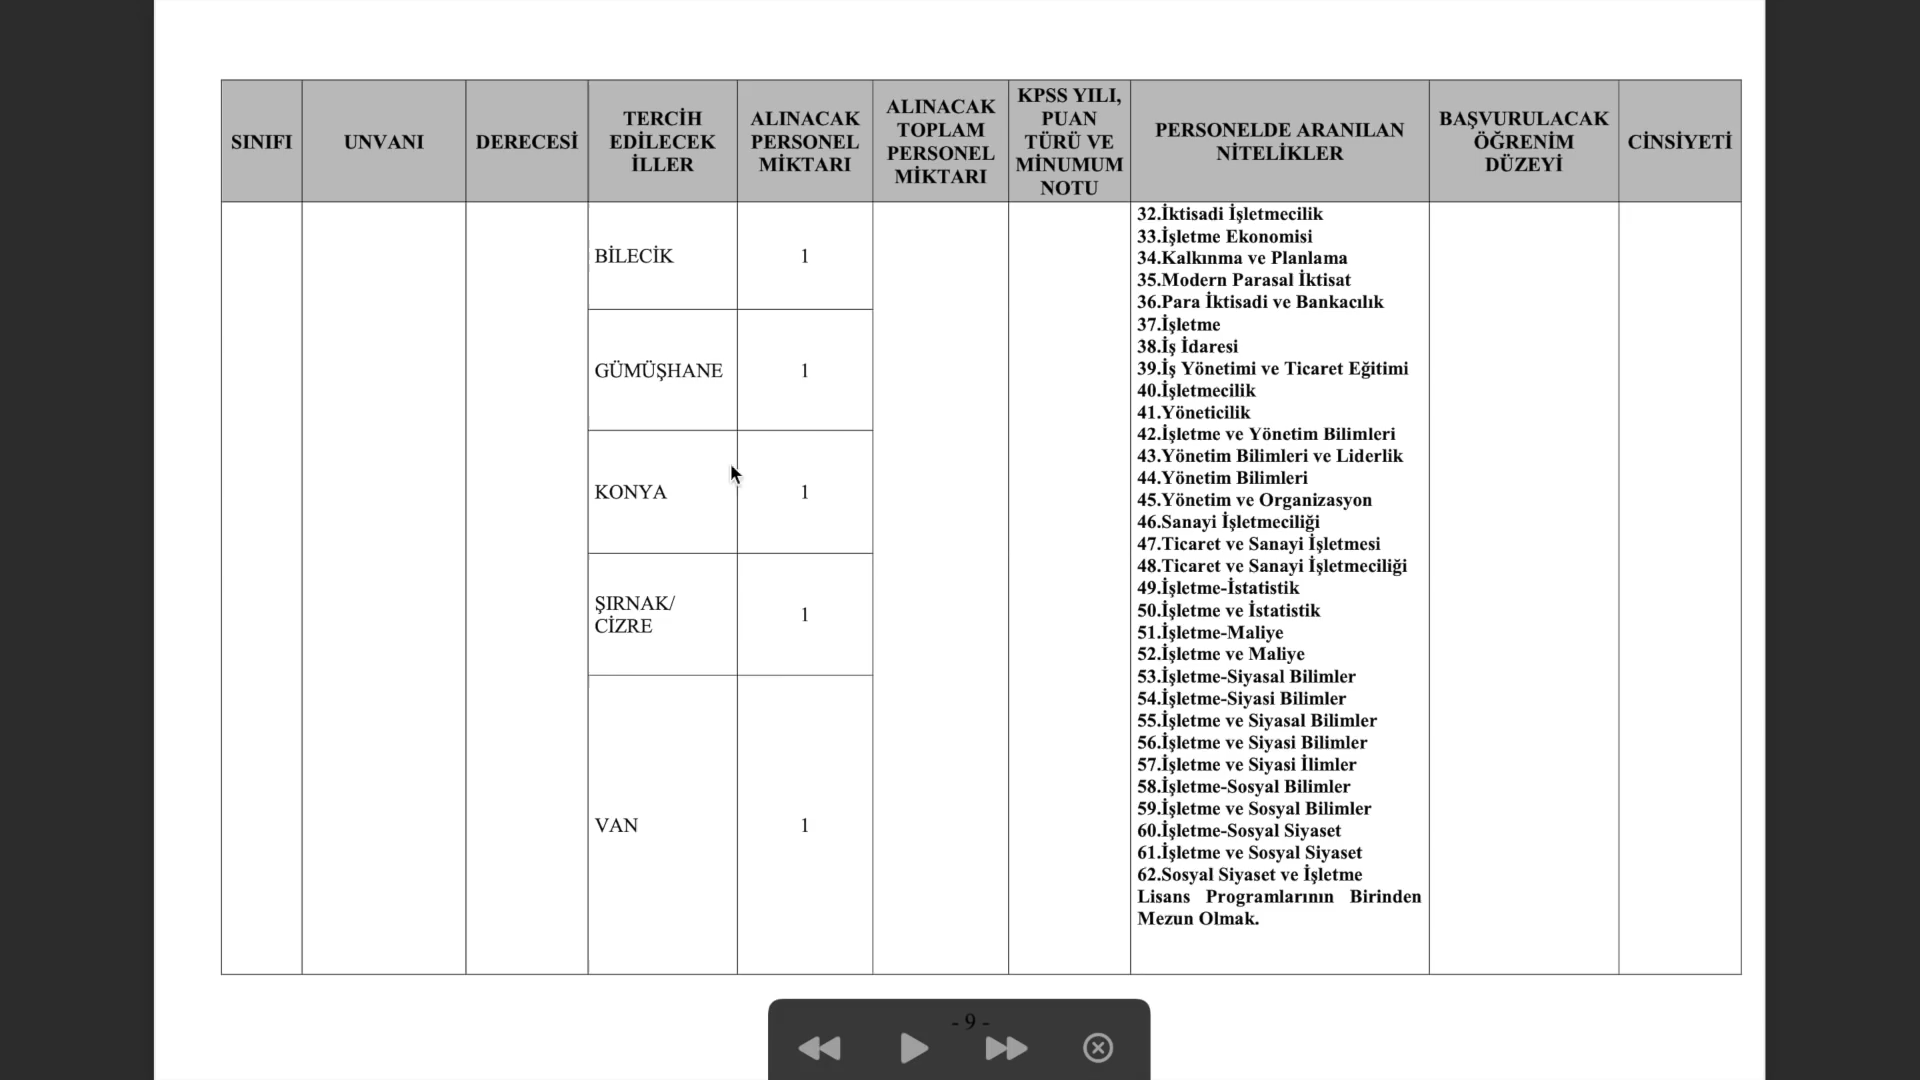 SINIFI
UNVANI
DERECESİ
TERCİH
EDİLECEK
İLLER
ALINACAK
PERSONEL
MİKTARI
ALINACAK
TOPLAM
PERSONEL
MİKTARI
KPSS YILI,
PUAN
TÜRÜ VE
MİNUMUM
NOTU
PERSONELDE ARANILAN
NİTELİKLER
BAŞVURULACAK
ÖĞRENİM
DÜZEYİ
CİNSİYETİ
BİLECİK
1
GÜMÜŞHANE
1
KONYA
1
ŞIRNAK/
CİZRE
1
VAN
1
32.İktisadi İşletmecilik
33.İşletme Ekonomisi
34.Kalkınma ve Planlama
35.Modern Parasal İktisat
36.Para İktisadi ve Bankacılık
37.İşletme
38.İş İdaresi
39.İş Yönetimi ve Ticaret Eğitimi
40.İşletmecilik
41.Yöneticilik
42.İşletme ve Yönetim Bilimleri
43.Yönetim Bilimleri ve Liderlik
44.Yönetim Bilimleri
45.Yönetim ve Organizasyon
46.Sanayi İşletmeciliği
47.Ticaret ve Sanayi İşletmesi
48.Ticaret ve Sanayi İşletmeciliği
49.İşletme-İstatistik
50.İşletme ve İstatistik
51.İşletme-Maliye
52.İşletme ve Maliye
53.İşletme-Siyasal Bilimler
54.İşletme-Siyasi Bilimler
55.İşletme ve Siyasal Bilimler
56.İşletme ve Siyasi Bilimler
57.İşletme ve Siyasi İlimler
58.İşletme-Sosyal Bilimler
59.İşletme ve Sosyal Bilimler
60.İşletme-Sosyal Siyaset
61.İşletme ve Sosyal Siyaset
62.Sosyal Siyaset ve İşletme
Lisans Programlarının Birinden
Mezun Olmak.
- 9 -